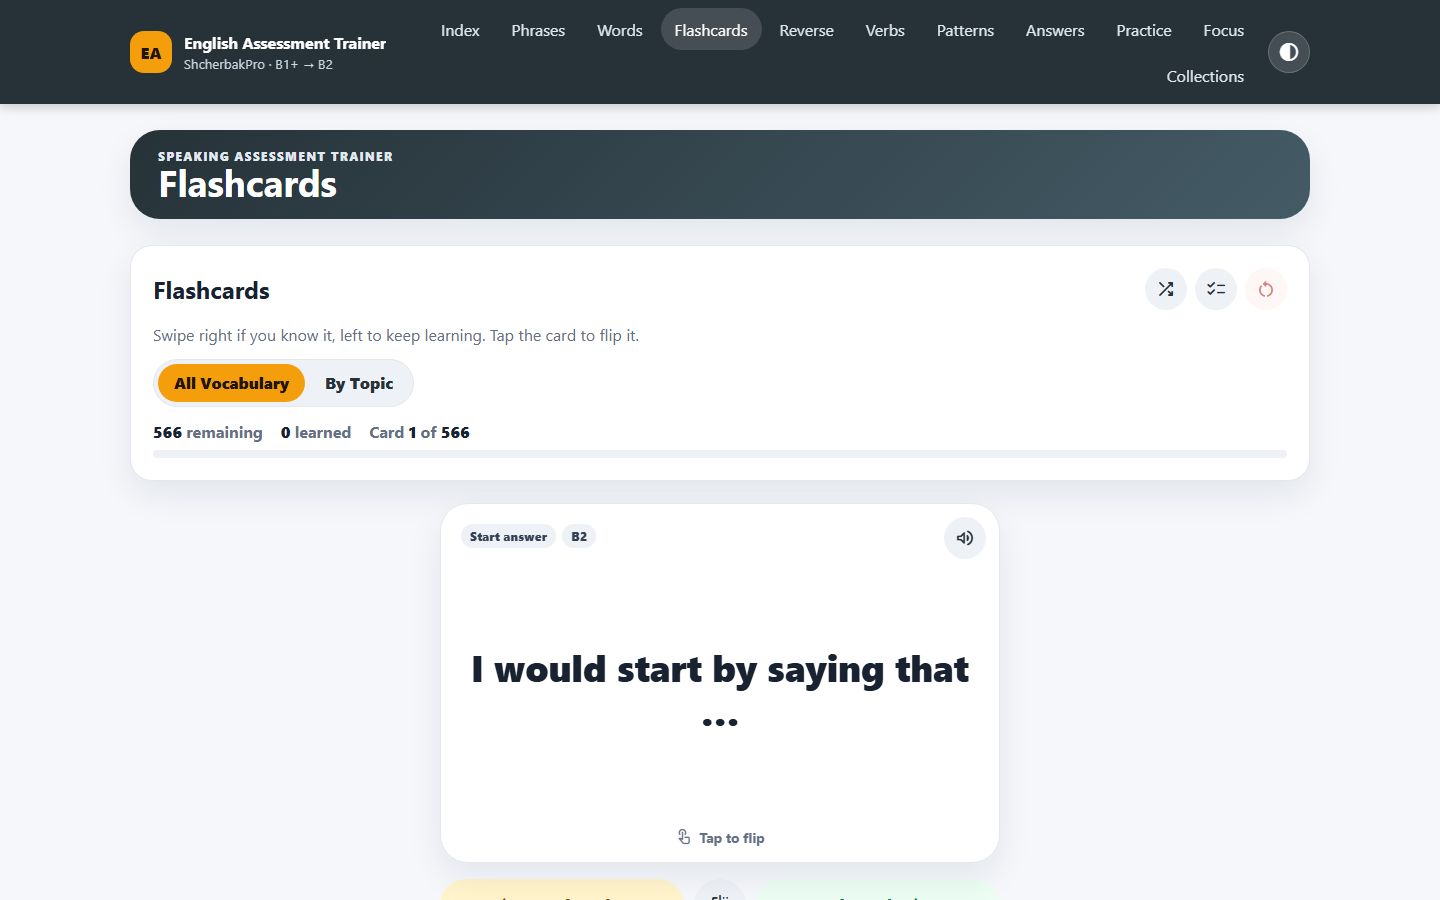 EA
English Assessment Trainer
ShcherbakPro · B1+ → B2
Index Phrases Words Flashcards Reverse Verbs Patterns Answers Practice Focus
Collections
SPEAKING ASSESSMENT TRAINER
Flashcards
Flashcards
Swipe right if you know it, left to keep learning. Tap the card to flip it.
All Vocabulary By Topic
566 remaining 0 learned Card 1 of 566
Start answer B2
I would start by saying that
...
Tap to flip